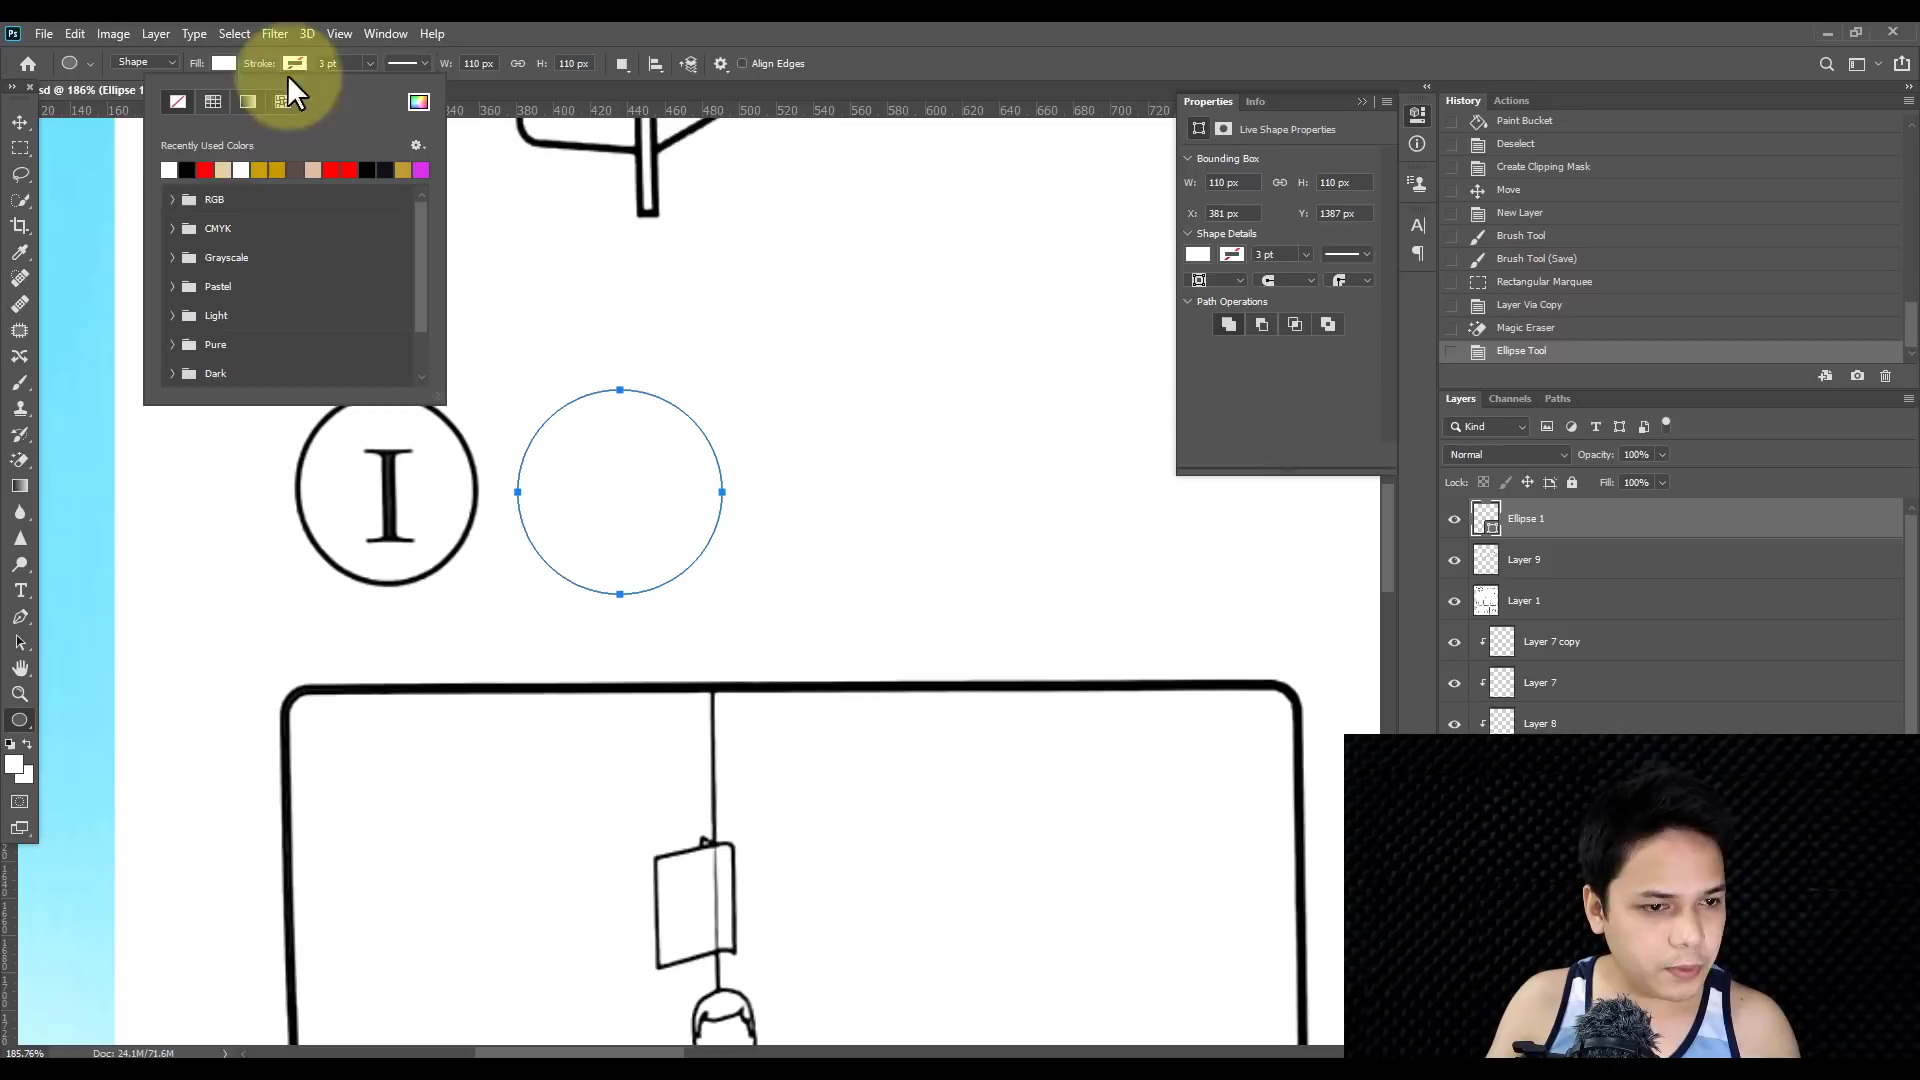 Ps File Edit Image Layer Type Select Filter 3D View Window Help
Shape Fill: Stroke: 3 pt W: 110 px H: 110 px Align Edges
sd @ 186% (Ellipse 1
20 140 160 340 360 380 400 420 440 460 480 500 520 540 560 580 600 620 640 660 680 700 720
Recently Used Colors
RGB
CMYK
Grayscale
Pastel
Light
Pure
Dark
I
Properties Info
Live Shape Properties
Bounding Box
W: 110 px H: 110 px
X: 381 px Y: 1387 px
Shape Details
3 pt
Path Operations
History Actions
Paint Bucket
Deselect
Create Clipping Mask
Move
New Layer
Brush Tool
Brush Tool (Save)
Rectangular Marquee
Layer Via Copy
Magic Eraser
Ellipse Tool
Layers Channels Paths
Kind
Normal Opacity: 100%
Lock: Fill: 100%
Ellipse 1
Layer 9
Layer 1
Layer 7 copy
Layer 7
Layer 8
185.76% Doc: 24.1M/71.6M